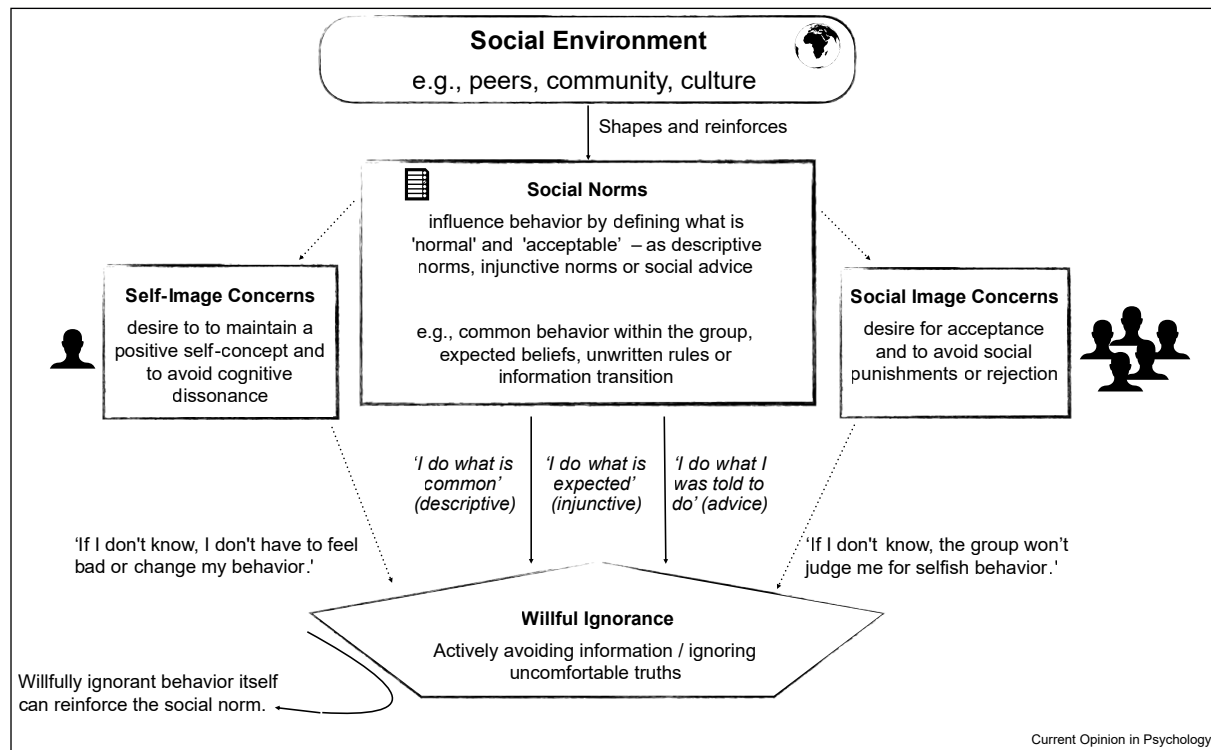 Social Environment
e.g., peers, community, culture
Shapes and reinforces
Social Norms
influence behavior by defining what is
'normal' and 'acceptable’ – as descriptive
norms, injunctive norms or social advice
e.g., common behavior within the group,
expected beliefs, unwritten rules or
information transition
Self-Image Concerns
desire to to maintain a
positive self-concept and
to avoid cognitive
dissonance
Social Image Concerns
desire for acceptance
and to avoid social
punishments or rejection
‘I do what is
common’
(descriptive)
‘I do what is
expected’
(injunctive)
‘I do what I
was told to
do’ (advice)
‘If I don't know, I don't have to feel
bad or change my behavior.'
‘If I don't know, the group won’t
judge me for selfish behavior.’
Willful Ignorance
Actively avoiding information / ignoring
uncomfortable truths
Willfully ignorant behavior itself
can reinforce the social norm.
Current Opinion in Psychology